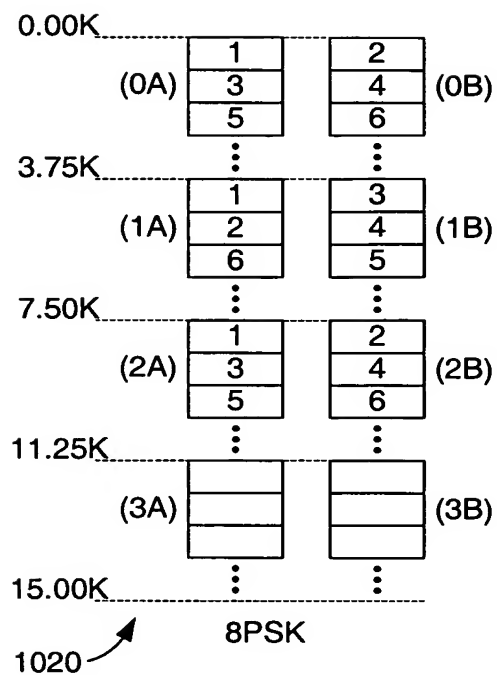 0.00K
1 2
(0A) 3 4 (0B)
5 6
3.75K
1 3
(1A) 2 4 (1B)
6 5
7.50K
1 2
(2A) 3 4 (2B)
5 6
11.25K
(3A) (3B)
15.00K
8PSK
1020